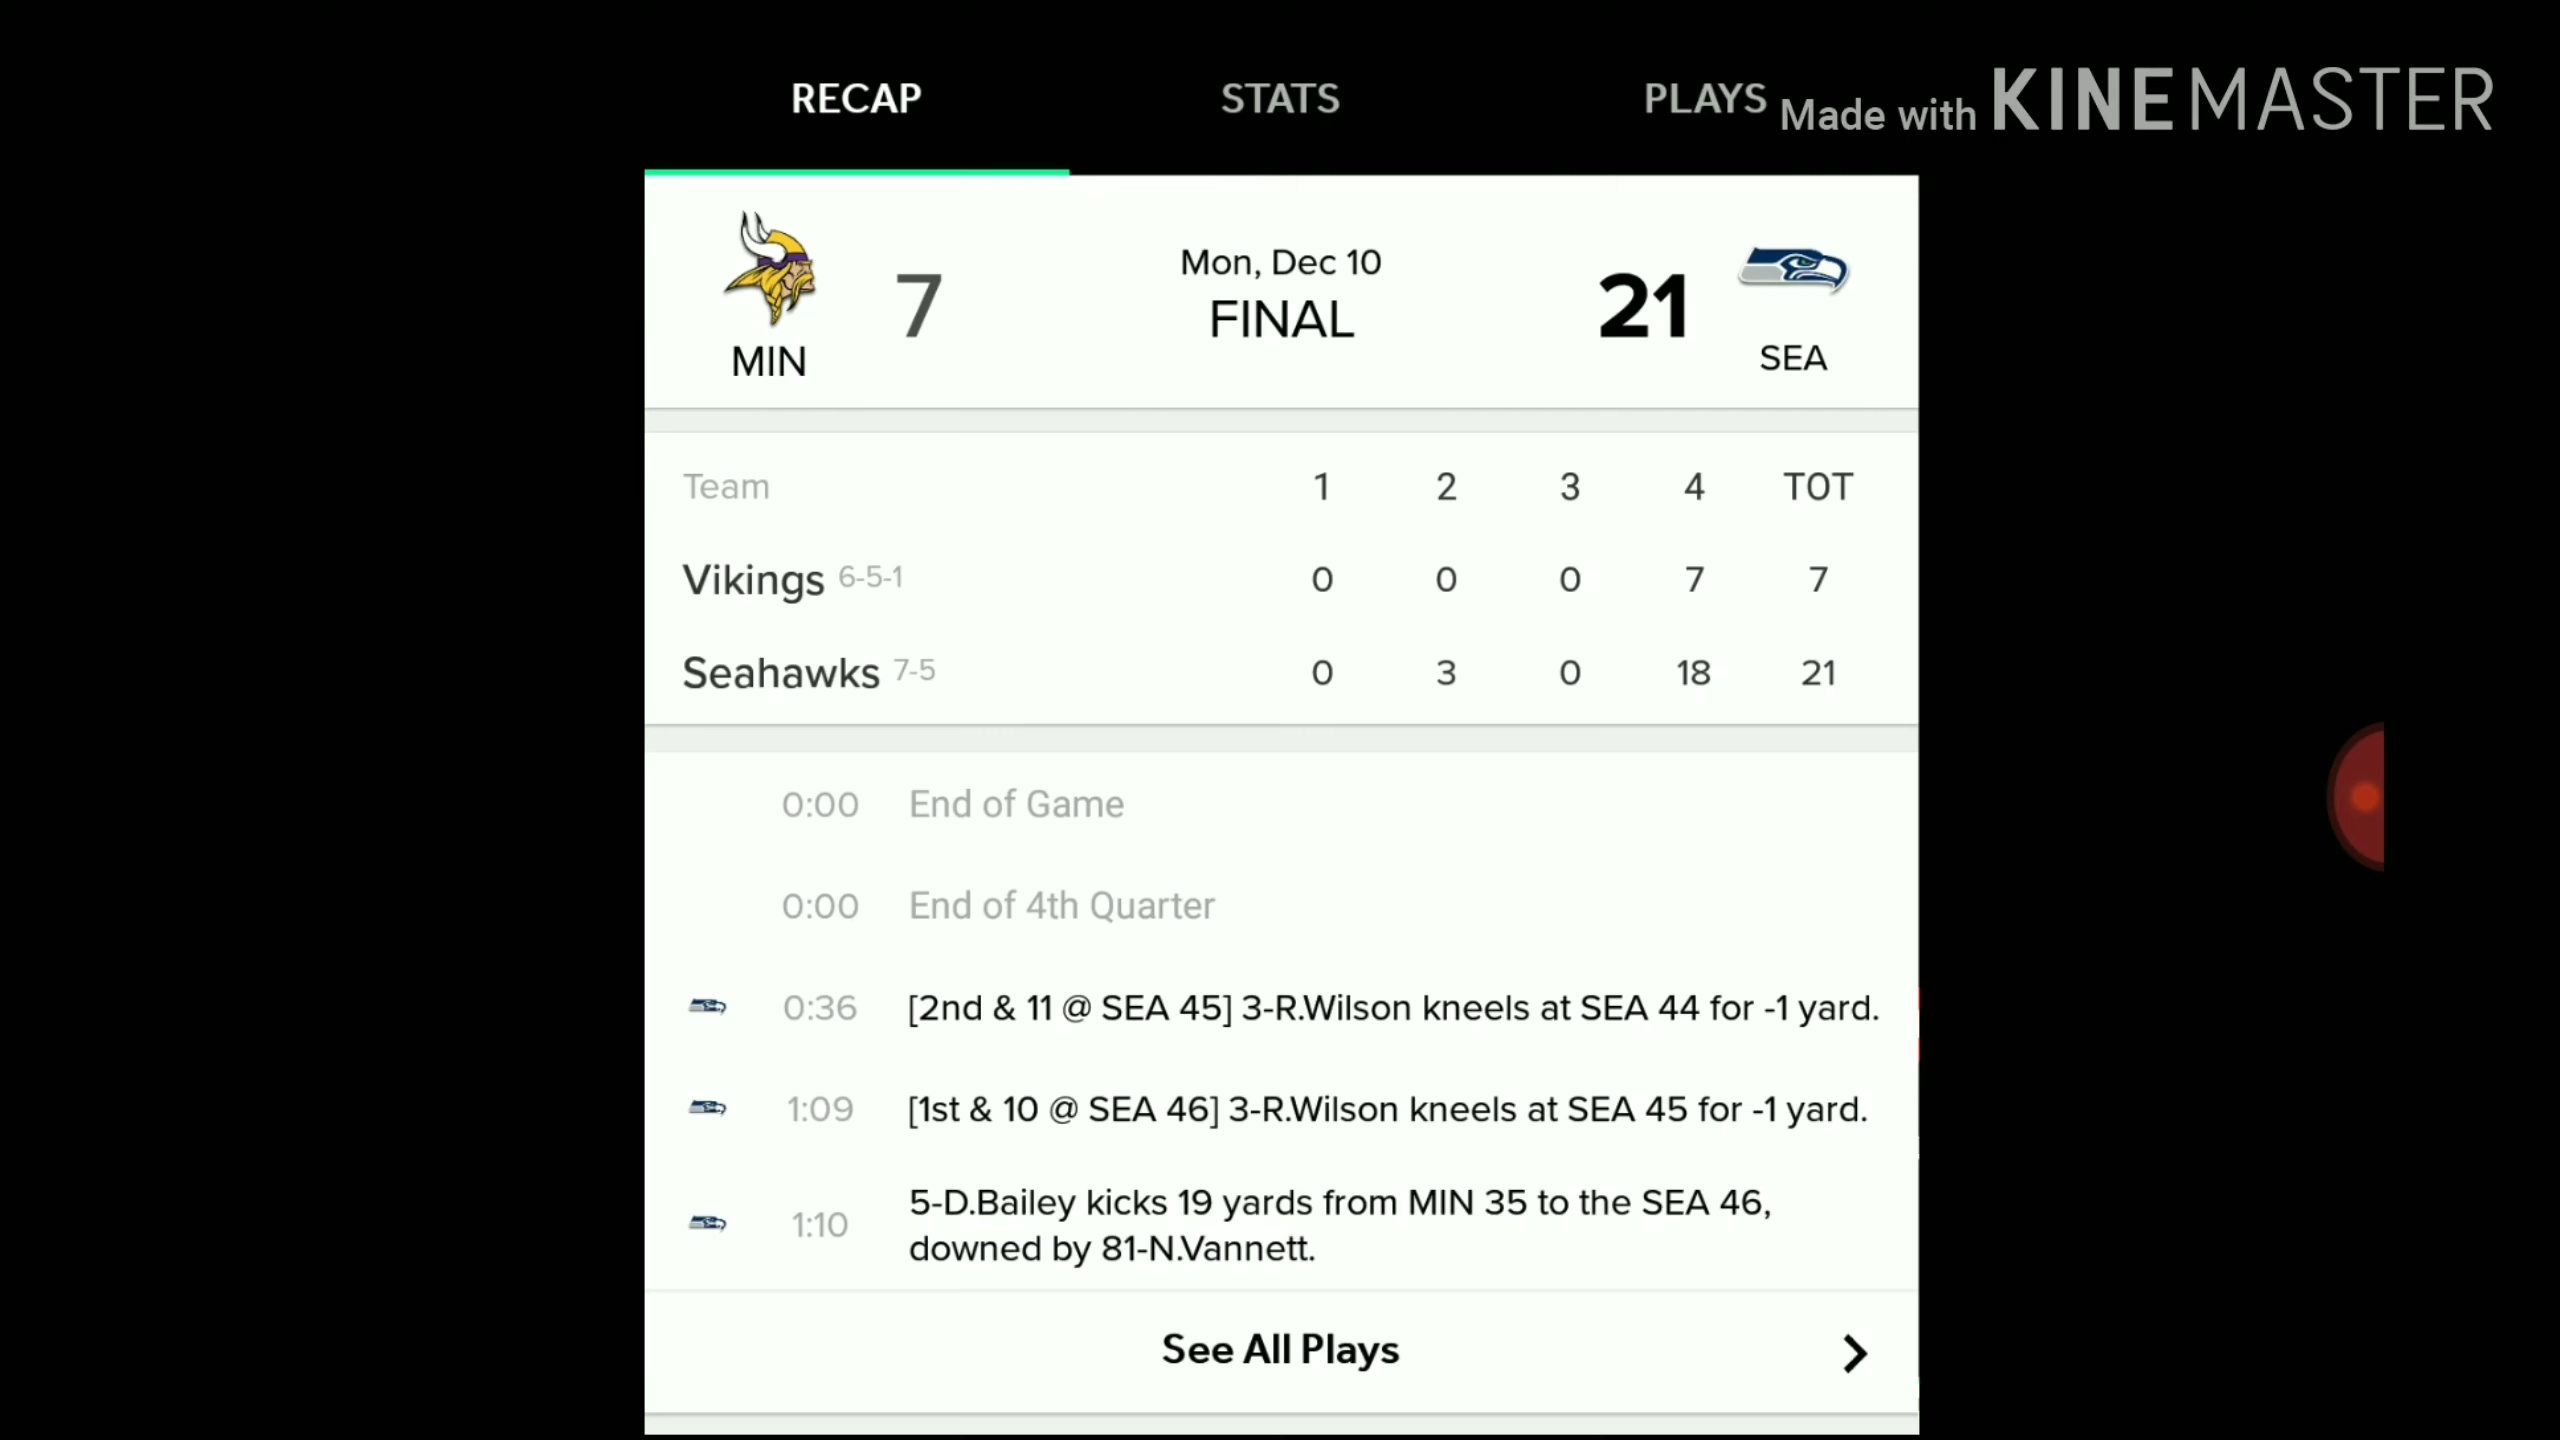 RECAP STATS PLAYS Made with KINEMASTER
MIN 7 Mon, Dec 10 FINAL 21 SEA
Team 1 2 3 4 TOT
Vikings 6-5-1 0 0 0 7 7
Seahawks 7-5 0 3 0 18 21
0:00 End of Game
0:00 End of 4th Quarter
0:36 [2nd & 11 @ SEA 45] 3-R.Wilson kneels at SEA 44 for -1 yard.
1:09 [1st & 10 @ SEA 46] 3-R.Wilson kneels at SEA 45 for -1 yard.
1:10 5-D.Bailey kicks 19 yards from MIN 35 to the SEA 46,
downed by 81-N.Vannett.
See All Plays